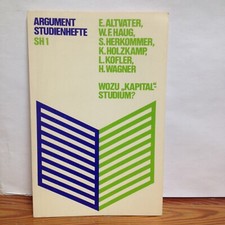 ARGUMENT
STUDIENHEFTE
SH 1
E. ALTVATER,
W. F. HAUG,
S. HERKOMMER,
K. HOLZKAMP,
L. KOFLER,
H. WAGNER
WOZU „KAPITAL“-
STUDIUM?